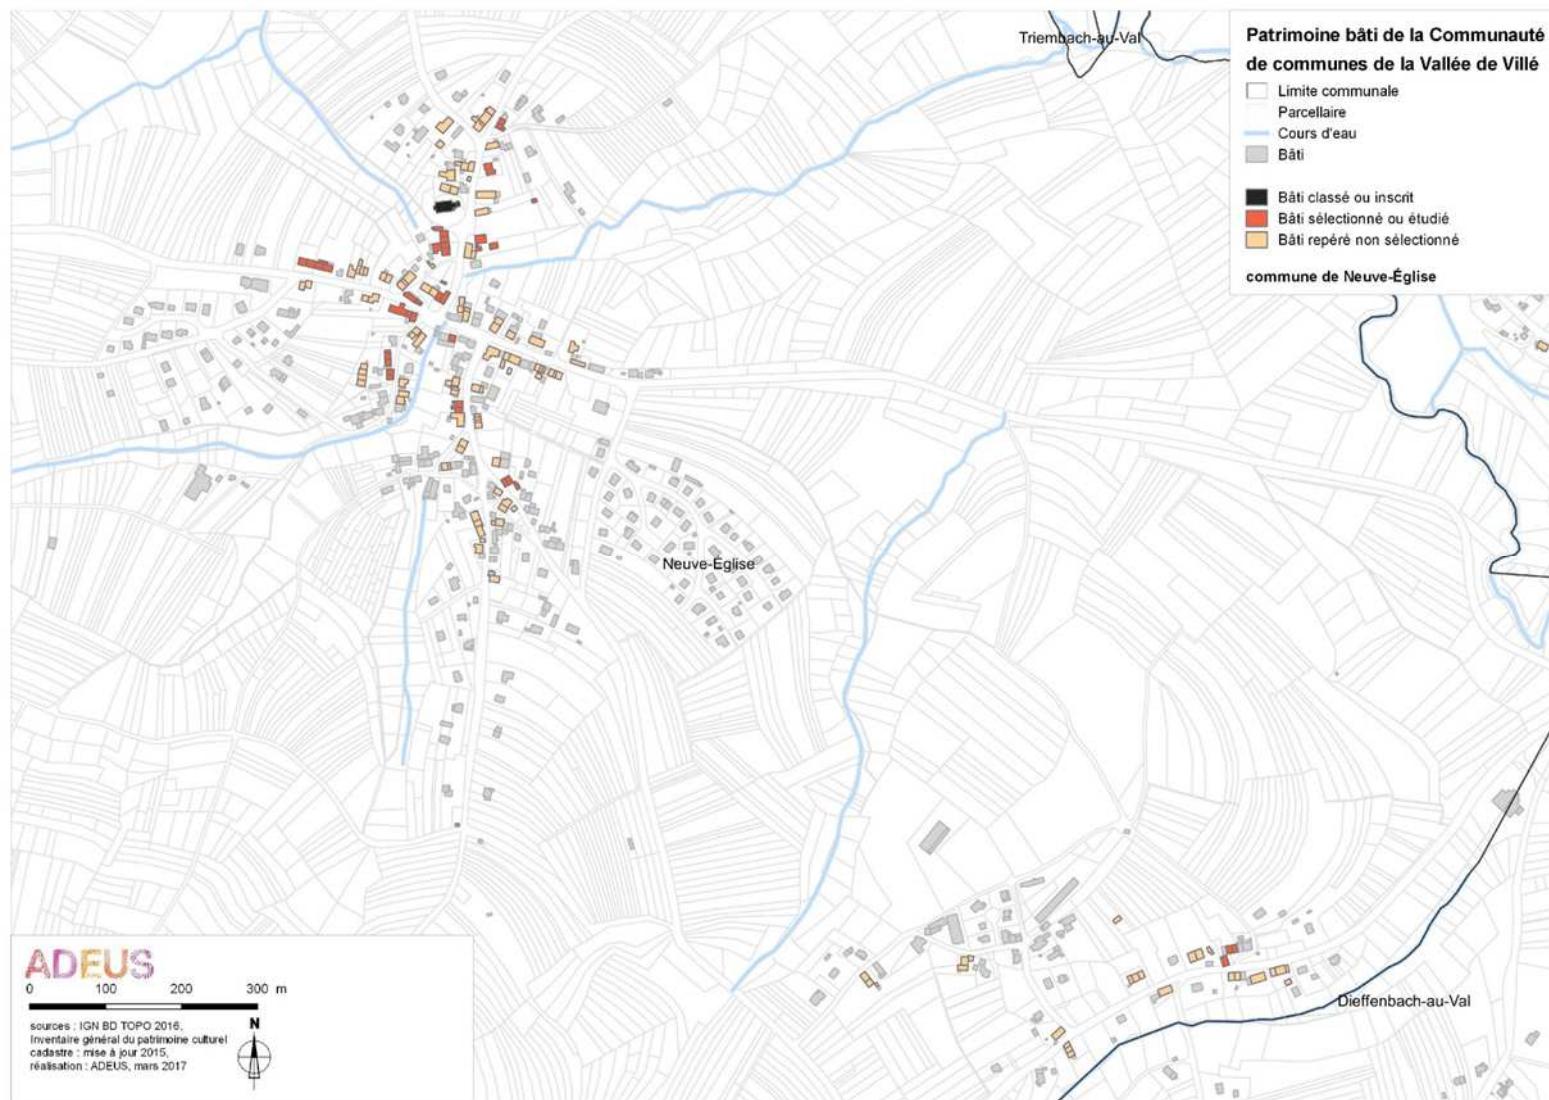 Triembach-au-Val
Patrimoine bâti de la Communauté
de communes de la Vallée de Villé
Limite communale
Parcellaire
Cours d'eau
Bâti
Bâti classé ou inscrit
Bâti sélectionné ou étudié
Bâti repéré non sélectionné
commune de Neuve-Église
Neuve-Église
Dieffenbach-au-Val
ADEUS
0 100 200 300 m
sources : IGN BD TOPO 2016,
Inventaire général du patrimoine culturel
cadastre : mise à jour 2015,
réalisation : ADEUS, mars 2017
N